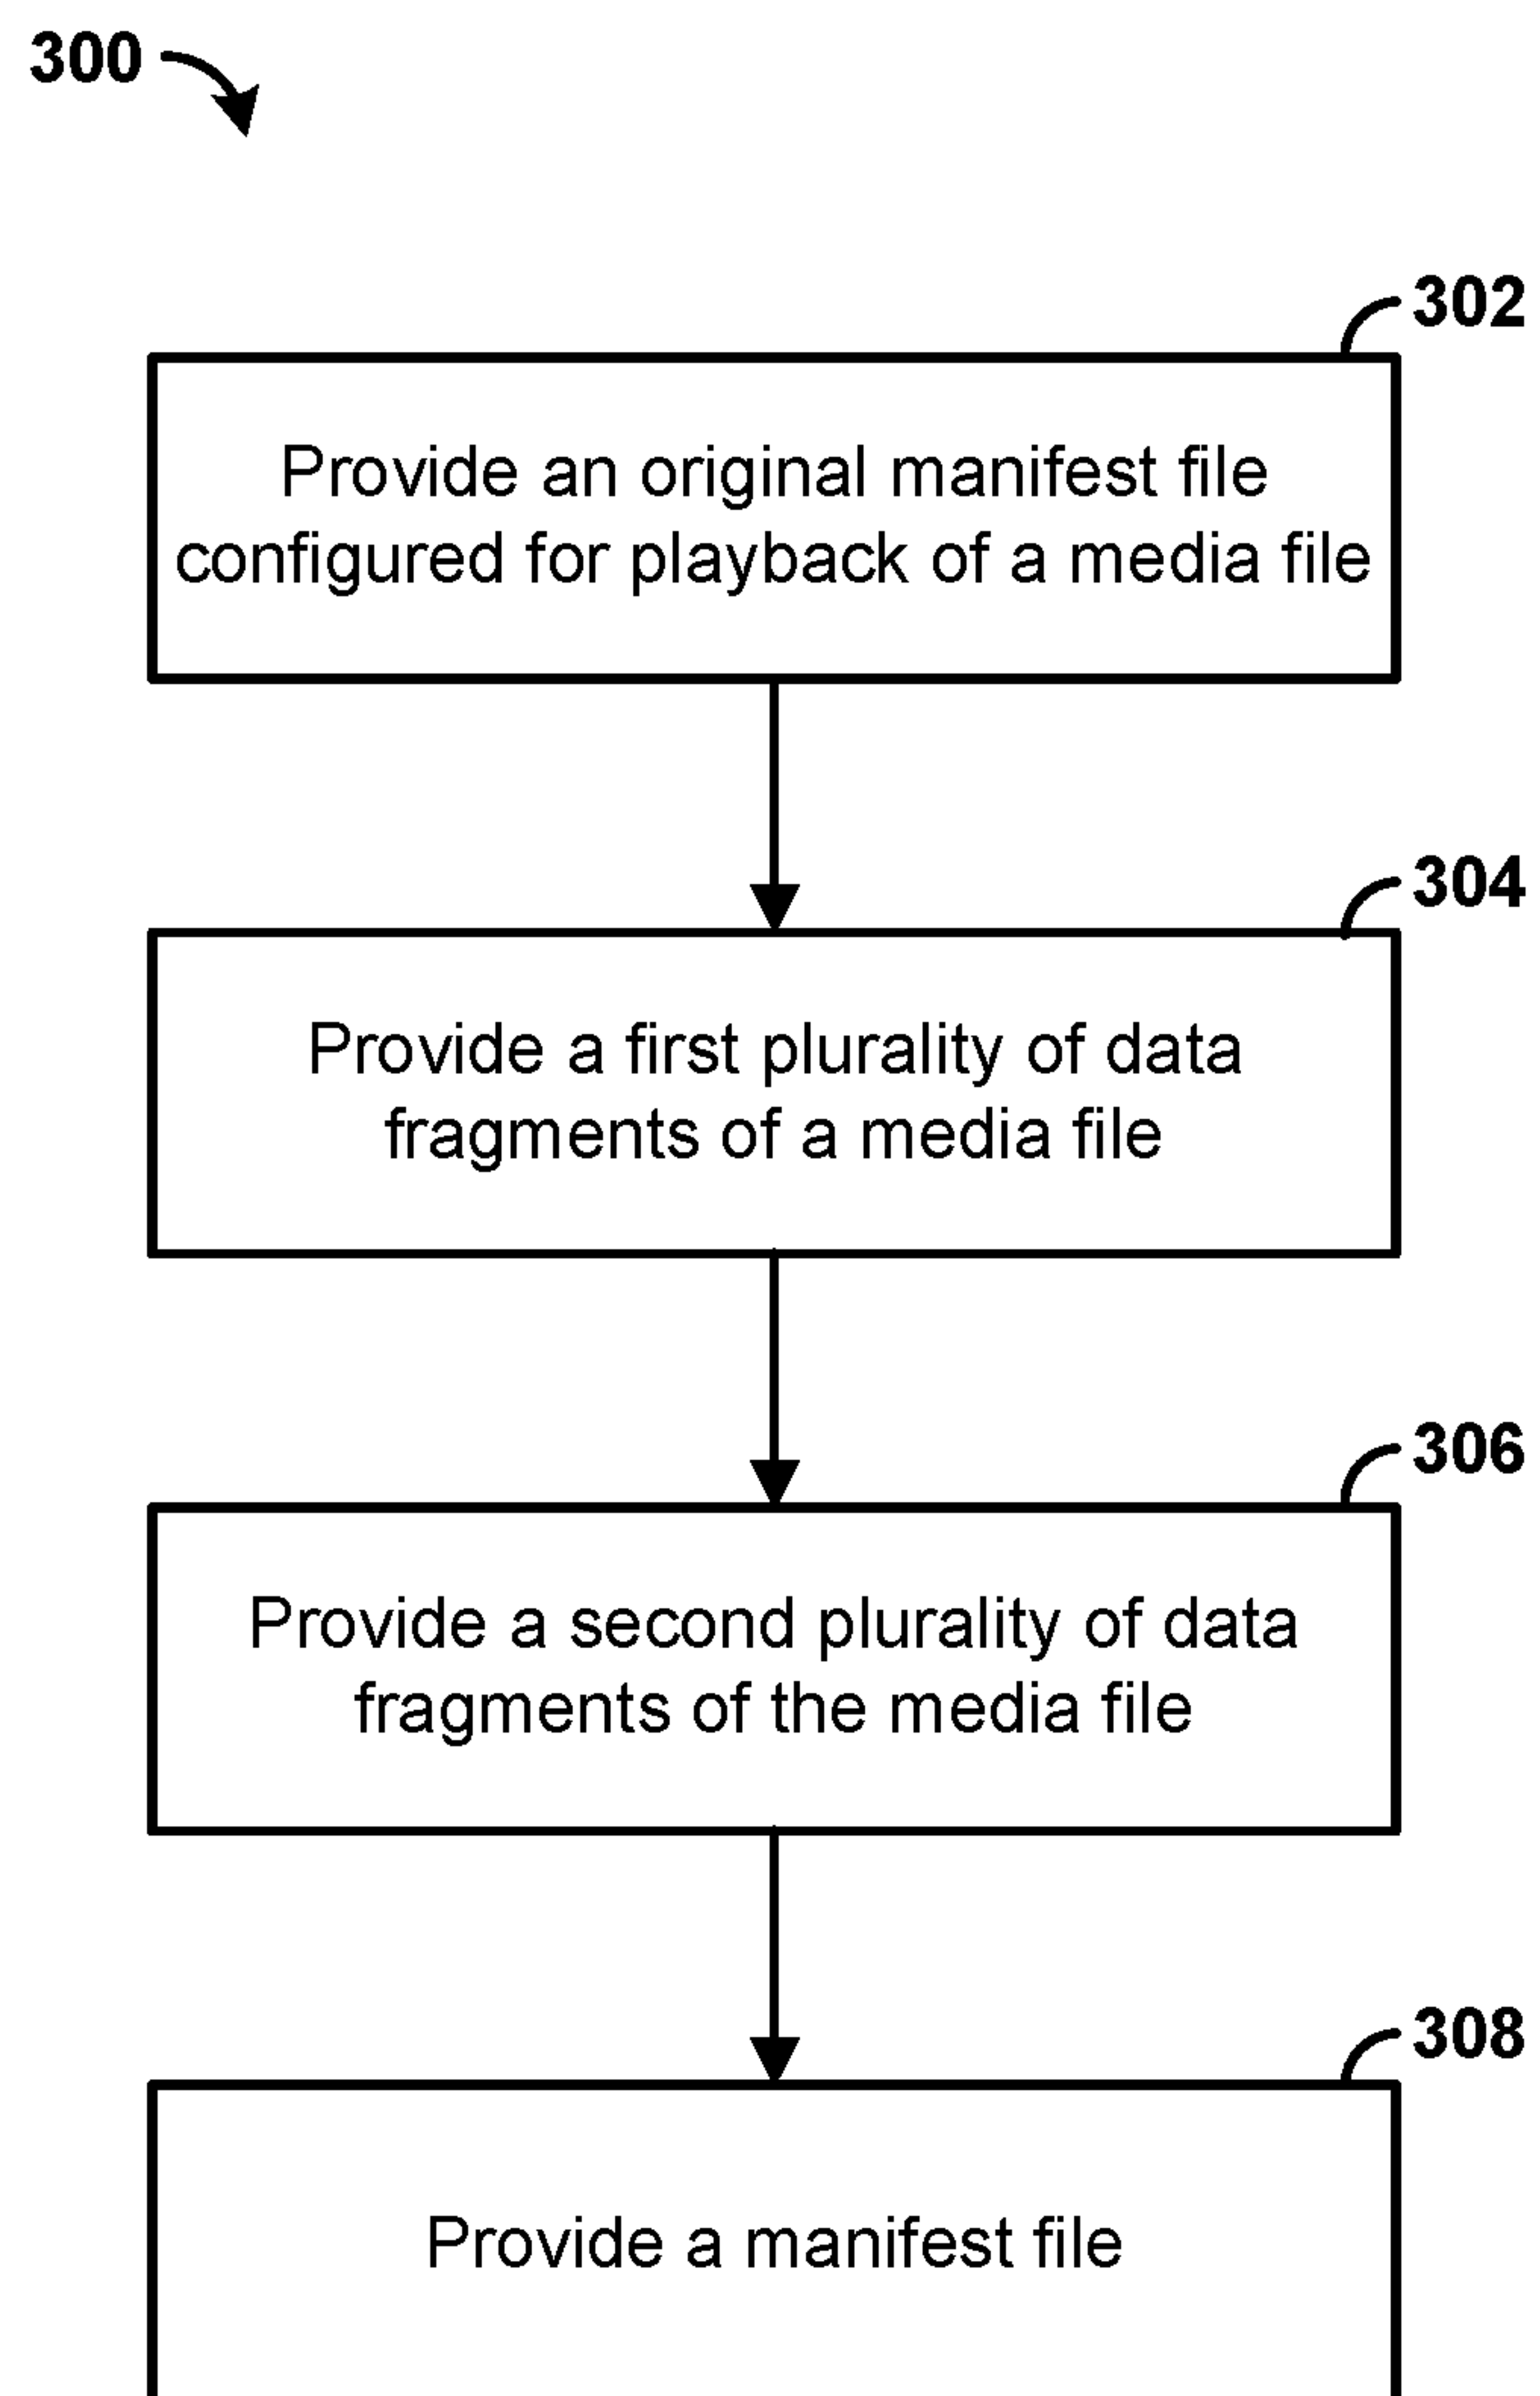 300
302
Provide an original manifest file
configured for playback of a media file
304
Provide a first plurality of data
fragments of a media file
306
Provide a second plurality of data
fragments of the media file
308
Provide a manifest file